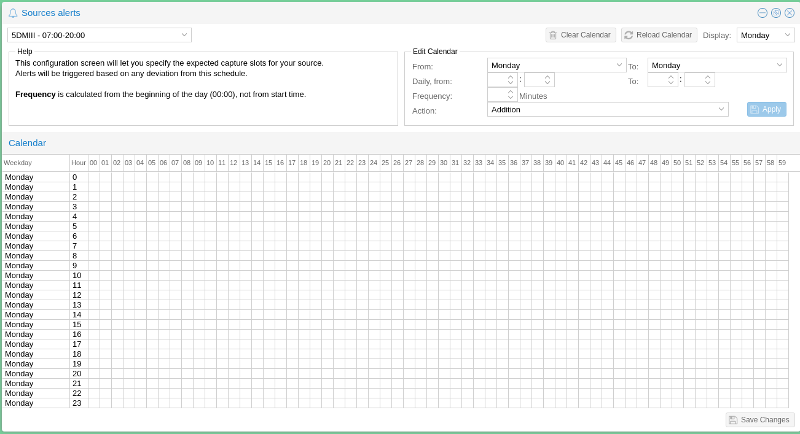 Sources alerts
5DMIII - 07:00-20:00
Clear Calendar
Reload Calendar
Display:
Monday
Help
This configuration screen will let you specify the expected capture slots for your source.
Alerts will be triggered based on any deviation from this schedule.
Frequency is calculated from the beginning of the day (00:00), not from start time.
Edit Calendar
From: Monday To: Monday
Daily, from: : To: :
Frequency: Minutes
Action: Addition
Apply
Calendar
Weekday Hour 00 01 02 03 04 05 06 07 08 09 10 11 12 13 14 15 16 17 18 19 20 21 22 23 24 25 26 27 28 29 30 31 32 33 34 35 36 37 38 39 40 41 42 43 44 45 46 47 48 49 50 51 52 53 54 55 56 57 58 59
Monday 0
Monday 1
Monday 2
Monday 3
Monday 4
Monday 5
Monday 6
Monday 7
Monday 8
Monday 9
Monday 10
Monday 11
Monday 12
Monday 13
Monday 14
Monday 15
Monday 16
Monday 17
Monday 18
Monday 19
Monday 20
Monday 21
Monday 22
Monday 23
Save Changes